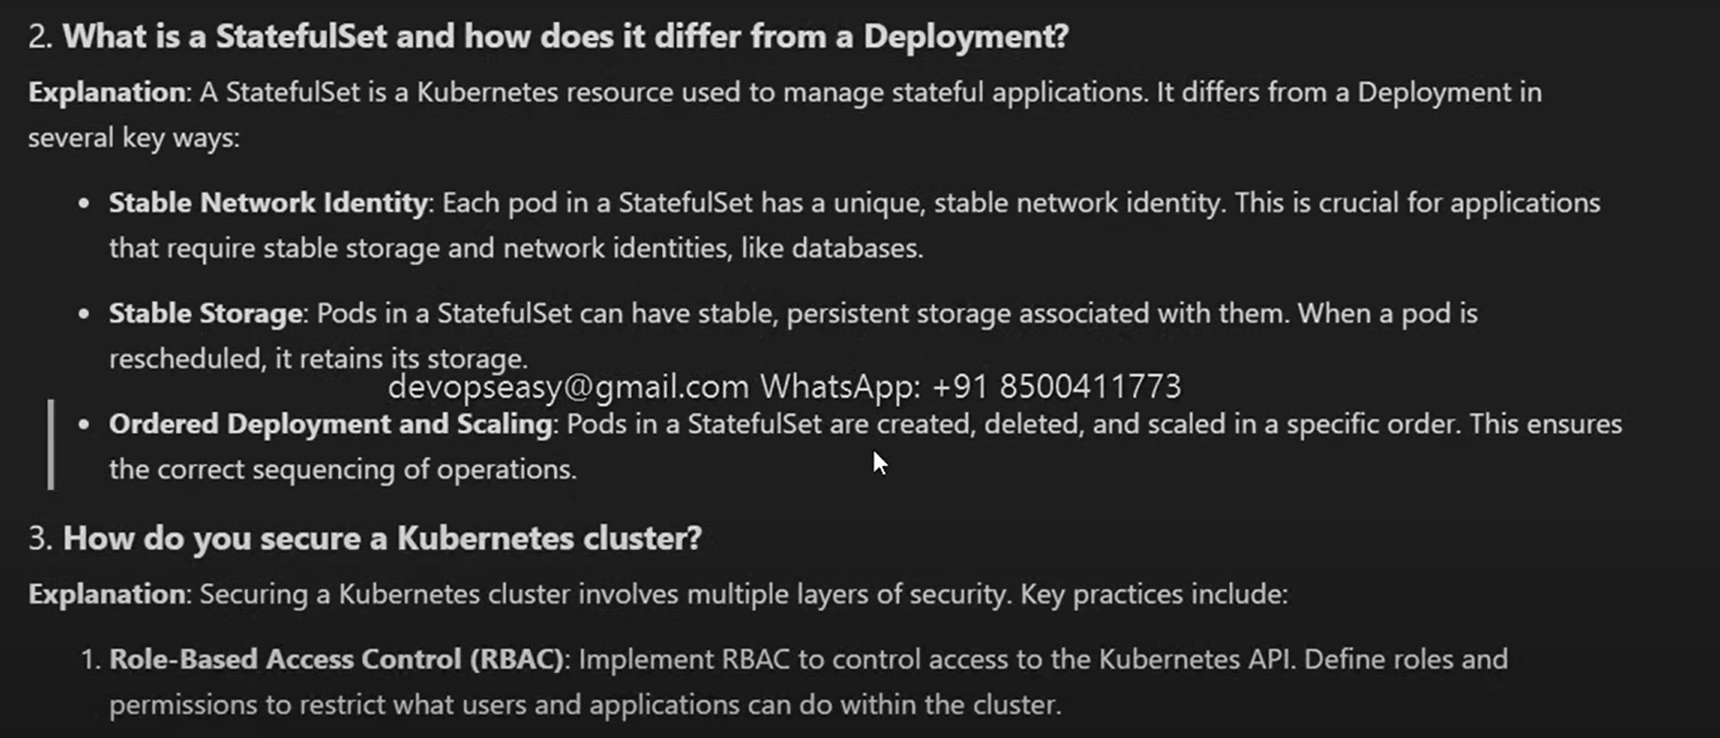 2. What is a StatefulSet and how does it differ from a Deployment?
Explanation: A StatefulSet is a Kubernetes resource used to manage stateful applications. It differs from a Deployment in
several key ways:
• Stable Network Identity: Each pod in a StatefulSet has a unique, stable network identity. This is crucial for applications
that require stable storage and network identities, like databases.
• Stable Storage: Pods in a StatefulSet can have stable, persistent storage associated with them. When a pod is
rescheduled, it retains its storage.
devopseasy@gmail.com WhatsApp: +91 8500411773
• Ordered Deployment and Scaling: Pods in a StatefulSet are created, deleted, and scaled in a specific order. This ensures
the correct sequencing of operations.
3. How do you secure a Kubernetes cluster?
Explanation: Securing a Kubernetes cluster involves multiple layers of security. Key practices include:
1. Role-Based Access Control (RBAC): Implement RBAC to control access to the Kubernetes API. Define roles and
permissions to restrict what users and applications can do within the cluster.